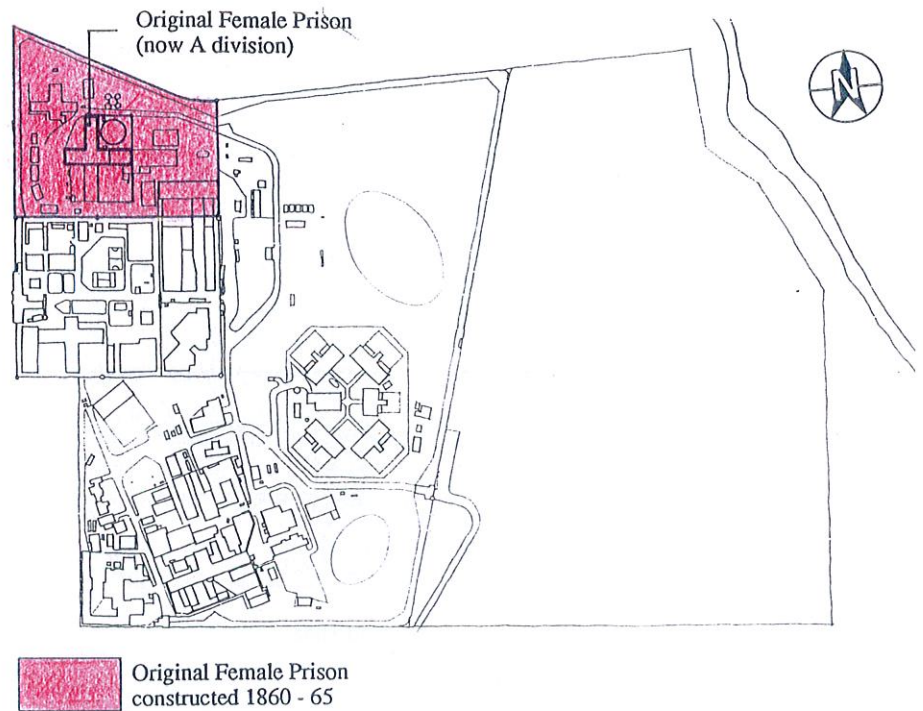 Original Female Prison
(now A division)
N
Original Female Prison
constructed 1860 - 65